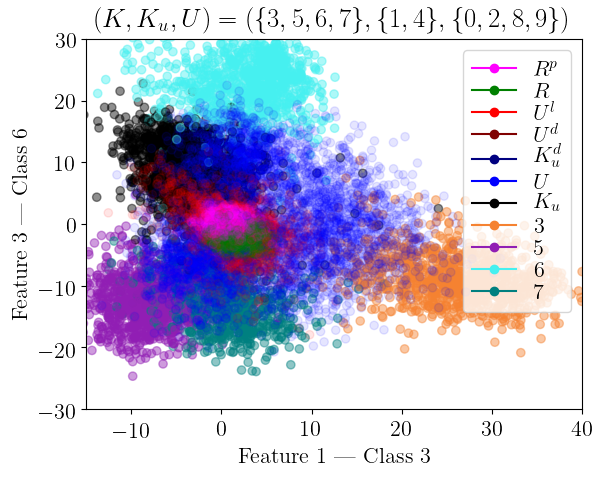 (K, K_u, U) = ({3, 5, 6, 7}, {1, 4}, {0, 2, 8, 9})
30
20
10
0
−10
−20
−30
Feature 3 — Class 6
R^p
R
U^l
U^d
K_u^d
U
K_u
3
5
6
7
−10
0
10
20
30
40
Feature 1 — Class 3